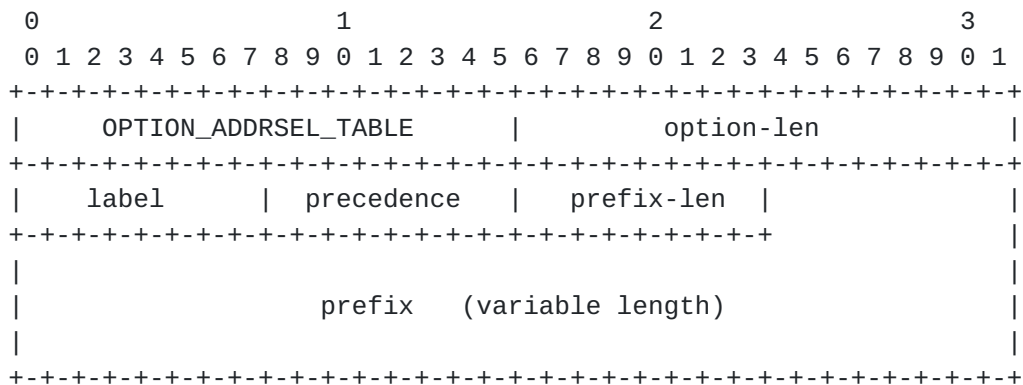 0                   1                   2                   3
0 1 2 3 4 5 6 7 8 9 0 1 2 3 4 5 6 7 8 9 0 1 2 3 4 5 6 7 8 9 0 1
+-+-+-+-+-+-+-+-+-+-+-+-+-+-+-+-+-+-+-+-+-+-+-+-+-+-+-+-+-+-+-+-+
|     OPTION_ADDRSEL_TABLE      |         option-len            |
+-+-+-+-+-+-+-+-+-+-+-+-+-+-+-+-+-+-+-+-+-+-+-+-+-+-+-+-+-+-+-+-+
|    label      |  precedence   |   prefix-len  |               |
+-+-+-+-+-+-+-+-+-+-+-+-+-+-+-+-+-+-+-+-+-+-+-+-+               |
|                                                               |
|                   prefix   (variable length)                  |
|                                                               |
+-+-+-+-+-+-+-+-+-+-+-+-+-+-+-+-+-+-+-+-+-+-+-+-+-+-+-+-+-+-+-+-+